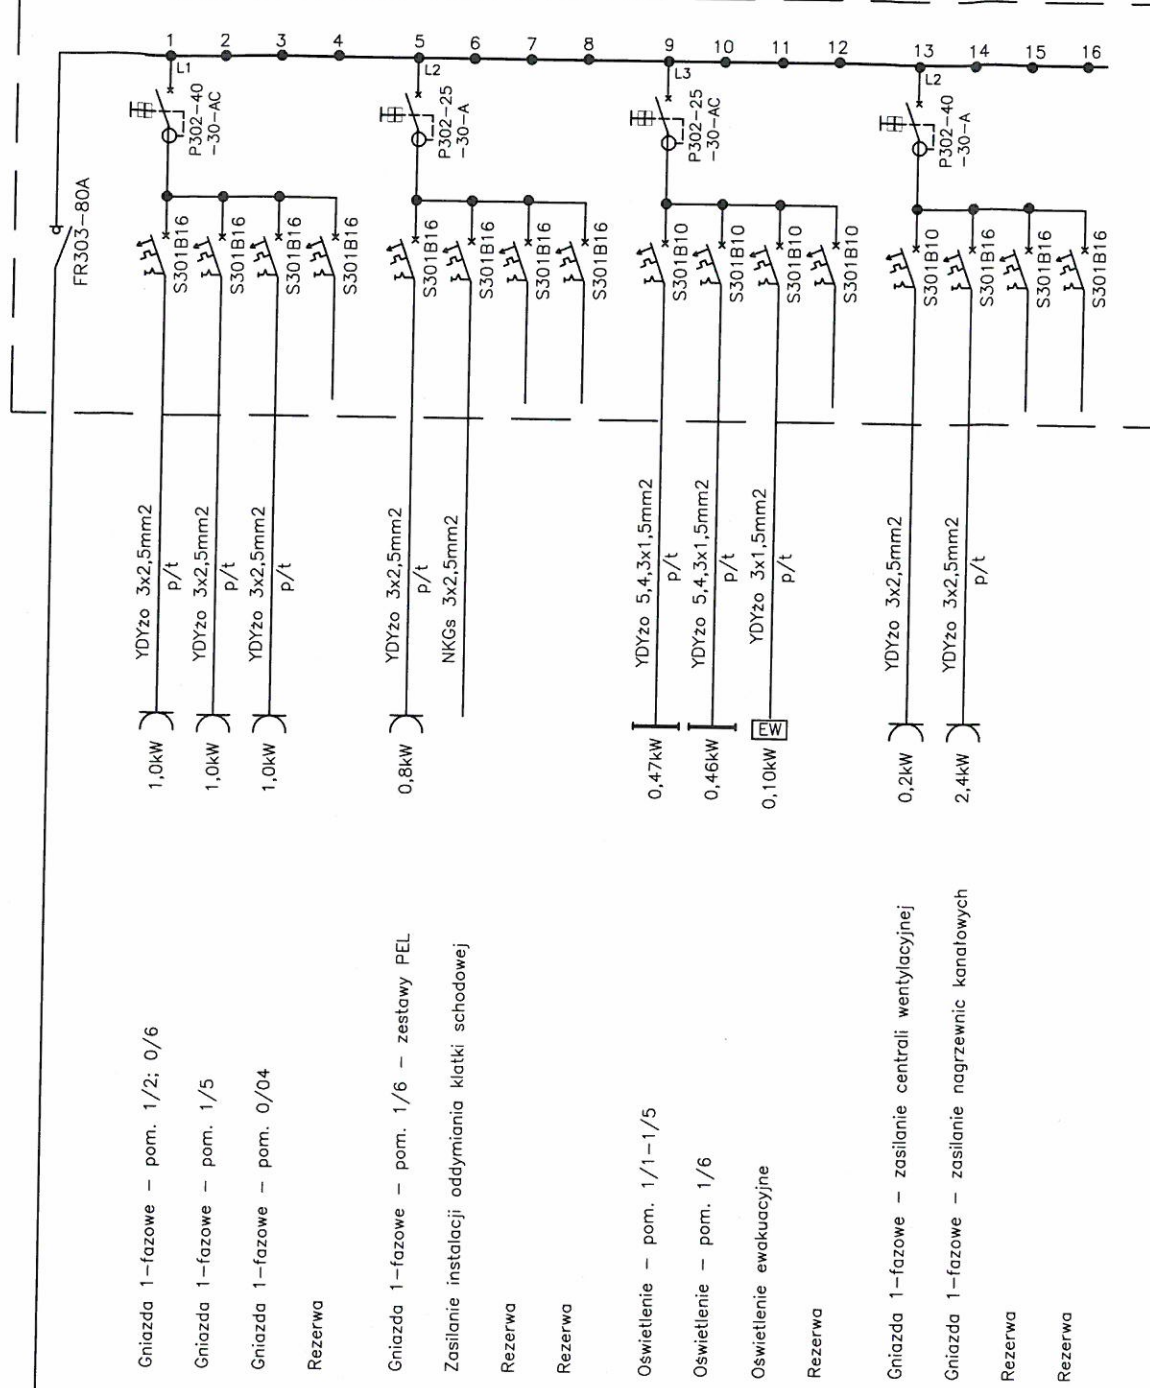 1
2
3
4
5
6
7
8
9
10
11
12
13
14
15
16
L1
L2
L3
L2
FR303-80A
P302-40
-30-AC
P302-25
-30-A
P302-25
-30-AC
P302-40
-30-A
S301B16
S301B16
S301B16
S301B16
S301B16
S301B16
S301B16
S301B16
S301B10
S301B10
S301B10
S301B10
S301B10
S301B16
S301B16
S301B16
YDYżo 3x2,5mm2
p/t
YDYżo 3x2,5mm2
p/t
YDYżo 3x2,5mm2
p/t
YDYżo 3x2,5mm2
p/t
NKGs 3x2,5mm2
YDYżo 5,4,3x1,5mm2
p/t
YDYżo 5,4,3x1,5mm2
p/t
YDYżo 3x1,5mm2
p/t
YDYżo 3x2,5mm2
YDYżo 3x2,5mm2
p/t
1,0kW
1,0kW
1,0kW
0,8kW
0,47kW
0,46kW
EW
0,10kW
0,2kW
2,4kW
Gniazda 1-fazowe - pom. 1/2; 0/6
Gniazda 1-fazowe - pom. 1/5
Gniazda 1-fazowe - pom. 0/04
Rezerwa
Gniazda 1-fazowe - pom. 1/6 - zestawy PEL
Zasilanie instalacji oddymiania klatki schodowej
Rezerwa
Rezerwa
Oświetlenie - pom. 1/1-1/5
Oświetlenie - pom. 1/6
Oświetlenie ewakuacyjne
Rezerwa
Gniazda 1-fazowe - zasilanie centrali wentylacyjnej
Gniazda 1-fazowe - zasilanie nagrzewnic kanałowych
Rezerwa
Rezerwa